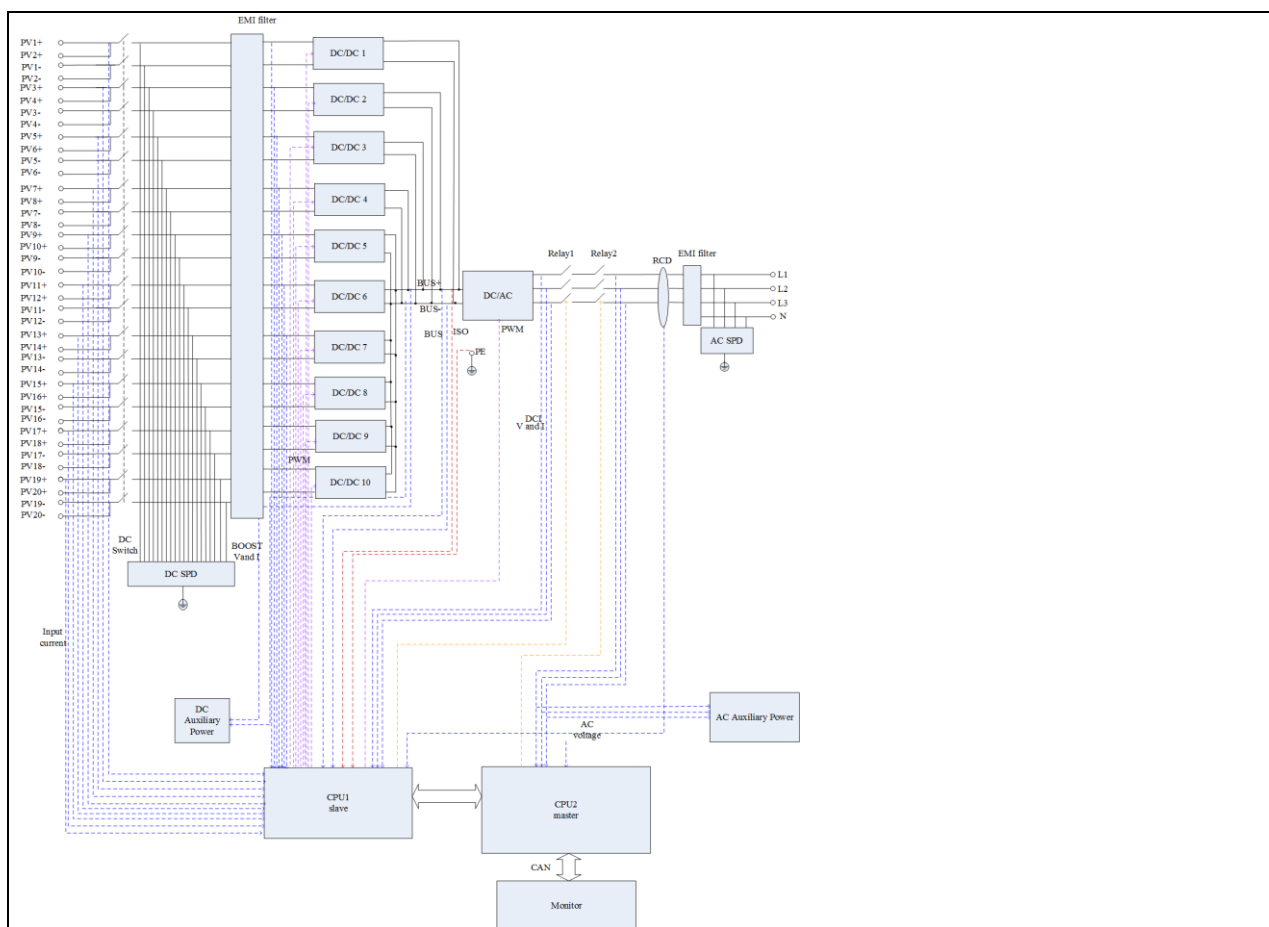 EMI filter
PV1+
PV2+
PV1-
PV2-
PV3+
PV4+
PV3-
PV4-
PV5+
PV6+
PV5-
PV6-
PV7+
PV8+
PV7-
PV8-
PV9+
PV10+
PV9-
PV10-
PV11+
PV12+
PV11-
PV12-
PV13+
PV14+
PV13-
PV14-
PV15+
PV16+
PV15-
PV16-
PV17+
PV18+
PV17-
PV18-
PV19+
PV20+
PV19-
PV20-
DC/DC 1
DC/DC 2
DC/DC 3
DC/DC 4
DC/DC 5
DC/DC 6
DC/DC 7
DC/DC 8
DC/DC 9
DC/DC 10
PWM
BUS+
BUS-
BUS
ISO
PE
DC/AC
PWM
Relay1
Relay2
RCD
EMI filter
L1
L2
L3
N
AC SPD
DCI
V and I
DC
Switch
BOOST
Vand I
DC SPD
Input
current
DC
Auxiliary
Power
AC
voltage
AC Auxiliary Power
CPU1
slave
CPU2
master
CAN
Monitor